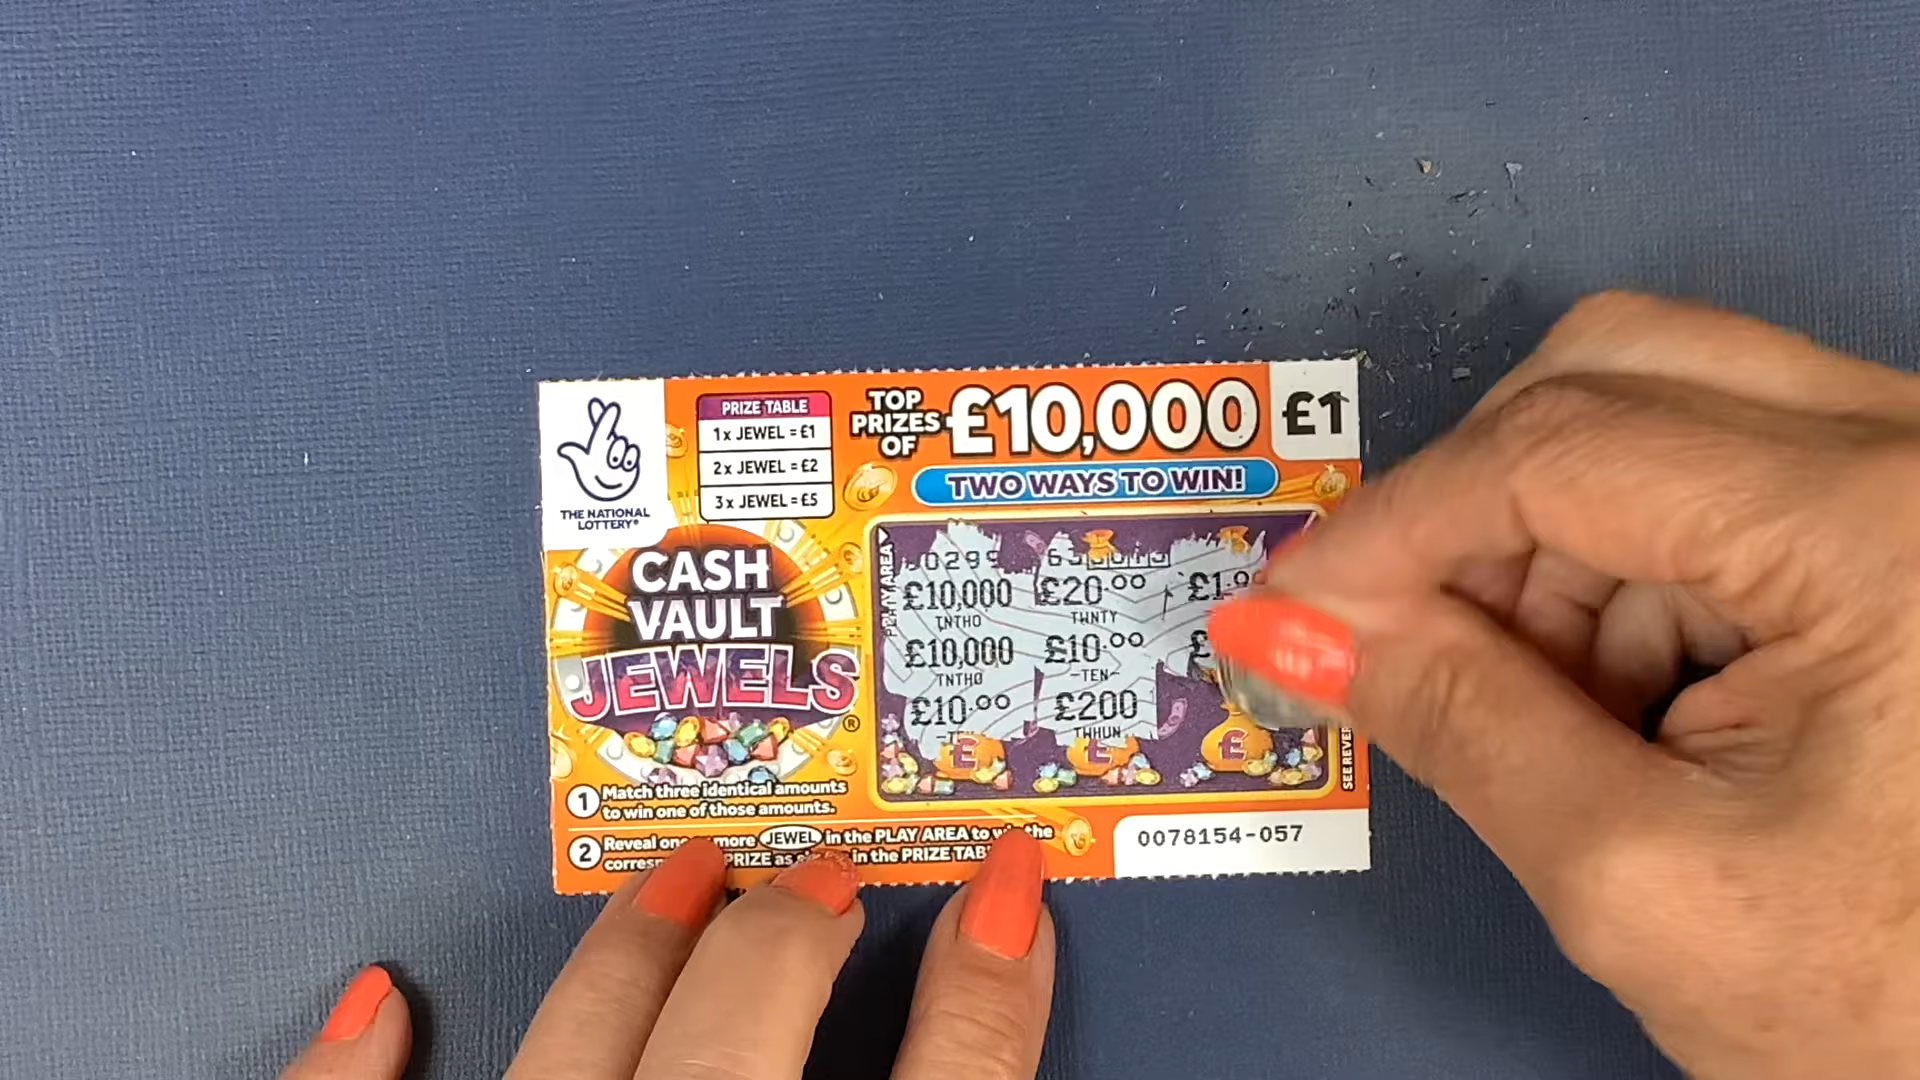 THE NATIONAL
LOTTERY®
PRIZE TABLE
1x JEWEL = £1
2x JEWEL = £2
3x JEWEL = £5
TOP
PRIZES
OF
£10,000
£1
TWO WAYS TO WIN!
CASH
VAULT
JEWELS®
PLAY AREA
0299
£10,000 £20.00
TNTHO TWNTY
£10,000 £10.00 £
TNTHO -TEN-
£10.00 £200
TWHUN
£ £ £
1 Match three identical amounts
to win one of those amounts.
2 Reveal more JEWEL in the PLAY AREA to the
PRIZE as in the PRIZE
SEE
0078154-057